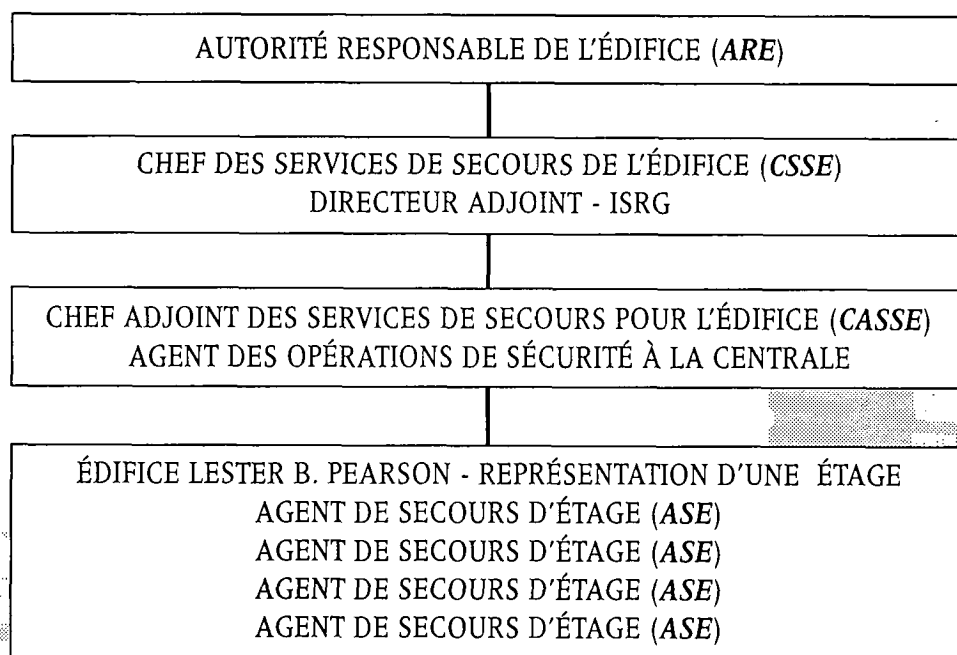 AUTORITÉ RESPONSABLE DE L'ÉDIFICE (ARE)
CHEF DES SERVICES DE SECOURS DE L'ÉDIFICE (CSSE)
DIRECTEUR ADJOINT - ISRG
CHEF ADJOINT DES SERVICES DE SECOURS POUR L'ÉDIFICE (CASSE)
AGENT DES OPÉRATIONS DE SÉCURITÉ À LA CENTRALE
ÉDIFICE LESTER B. PEARSON - REPRÉSENTATION D'UNE ÉTAGE
AGENT DE SECOURS D'ÉTAGE (ASE)
AGENT DE SECOURS D'ÉTAGE (ASE)
AGENT DE SECOURS D'ÉTAGE (ASE)
AGENT DE SECOURS D'ÉTAGE (ASE)